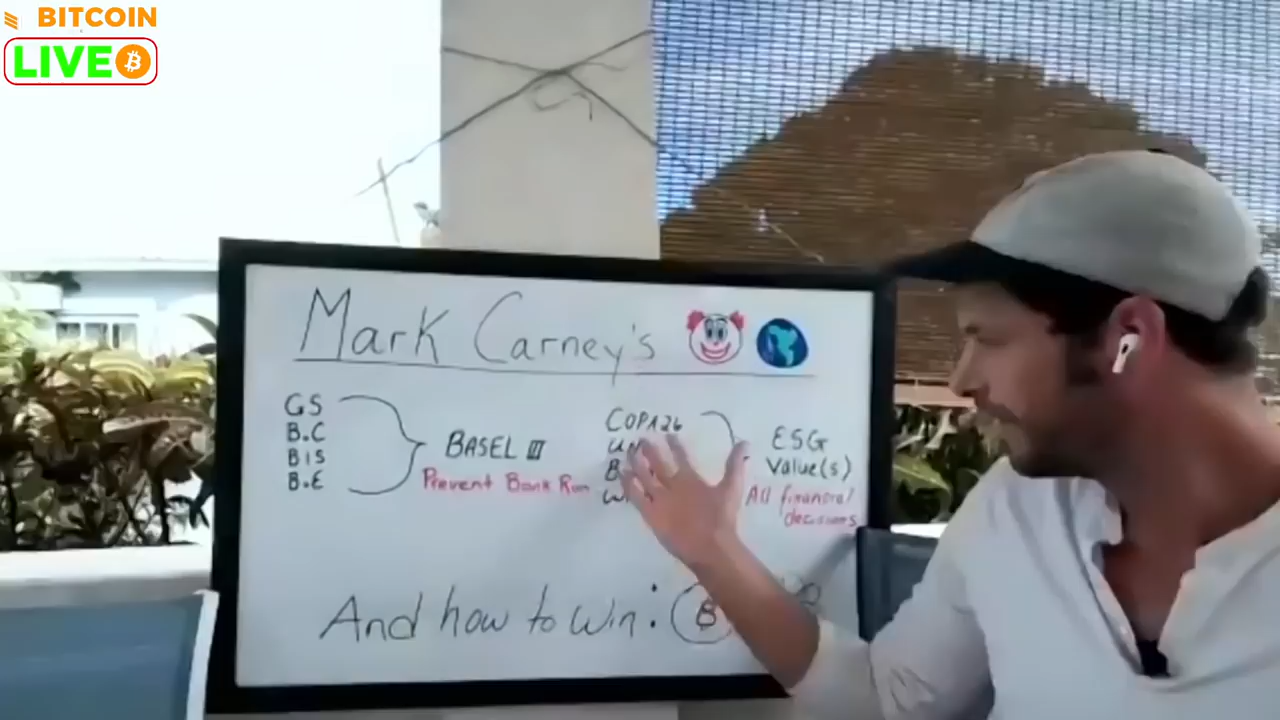 BITCOIN
LIVE
Mark Carney's
GS
B.C
BIS
B.E
BASEL III
Prevent Bank Run
COPA26
ESG
Value(s)
All financial
decisions
And how to Win: B